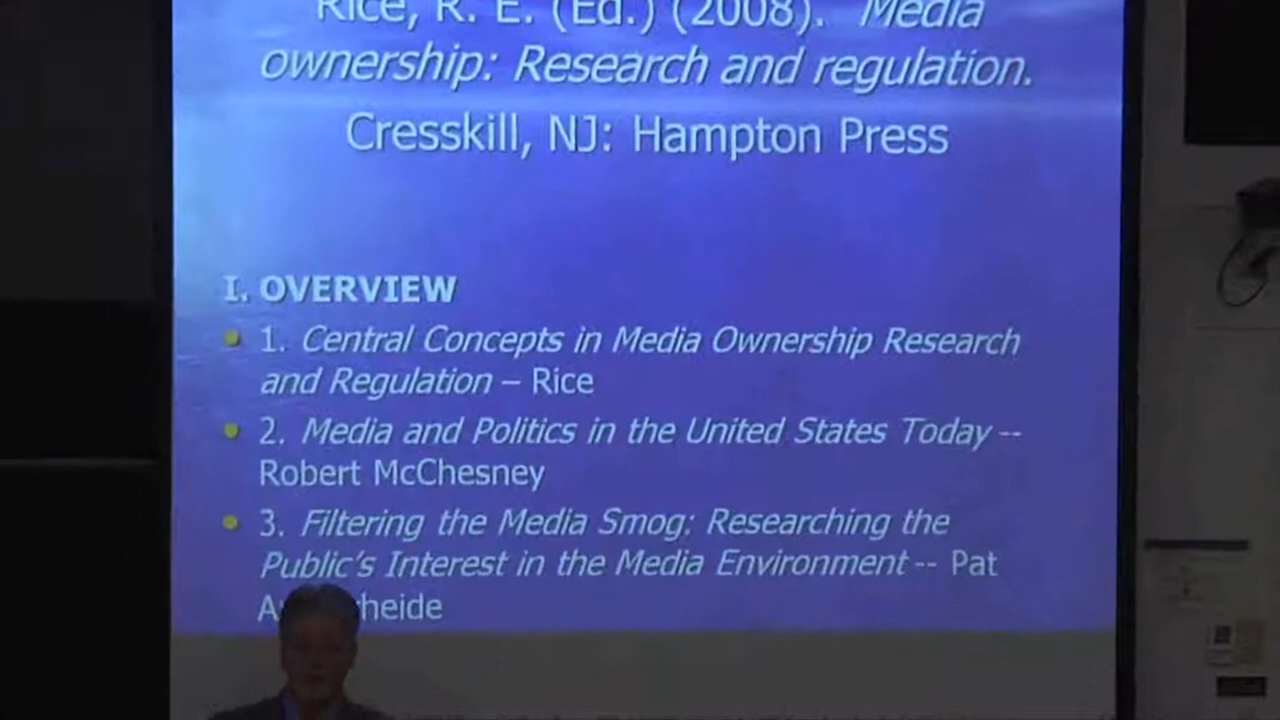 Rice, R. E. (Ed.) (2008). Media
ownership: Research and regulation.
Cresskill, NJ: Hampton Press
I. OVERVIEW
1. Central Concepts in Media Ownership Research
and Regulation – Rice
2. Media and Politics in the United States Today --
Robert McChesney
3. Filtering the Media Smog: Researching the
Public's Interest in the Media Environment -- Pat